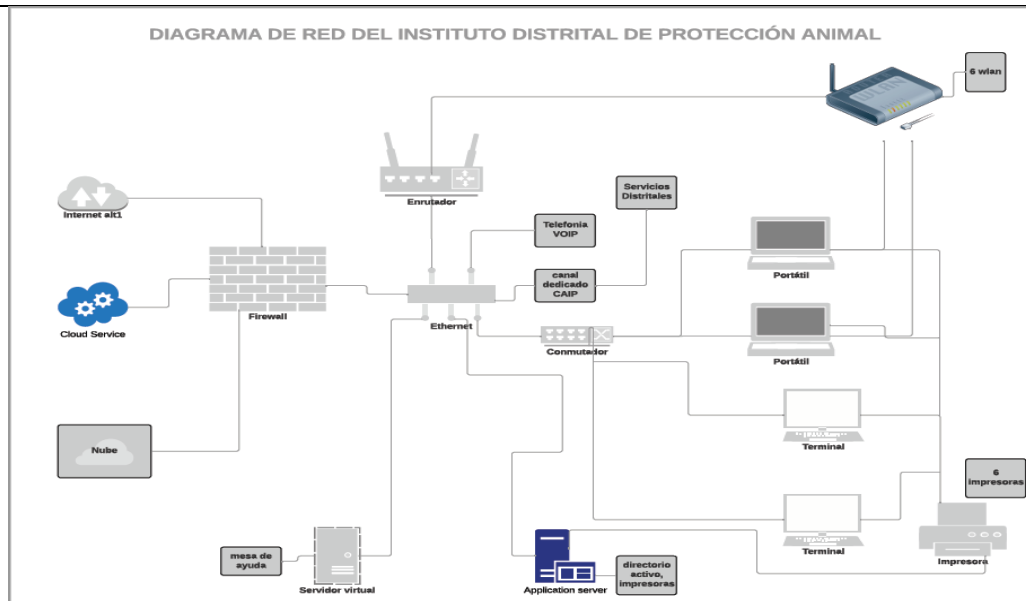 DIAGRAMA DE RED DEL INSTITUTO DISTRITAL DE PROTECCIÓN ANIMAL
6 wlan
WLAN
Enrutador
Servicios
Distritales
Internet alt1
Telefonia
VOIP
Portátil
canal
dedicado
CAIP
Cloud Service
Firewall
Ethernet
Conmutador
Portátil
Nube
Terminal
6
impresoras
Terminal
mesa de
ayuda
Servidor virtual
Application server
directorio
activo,
impresoras
Impresora